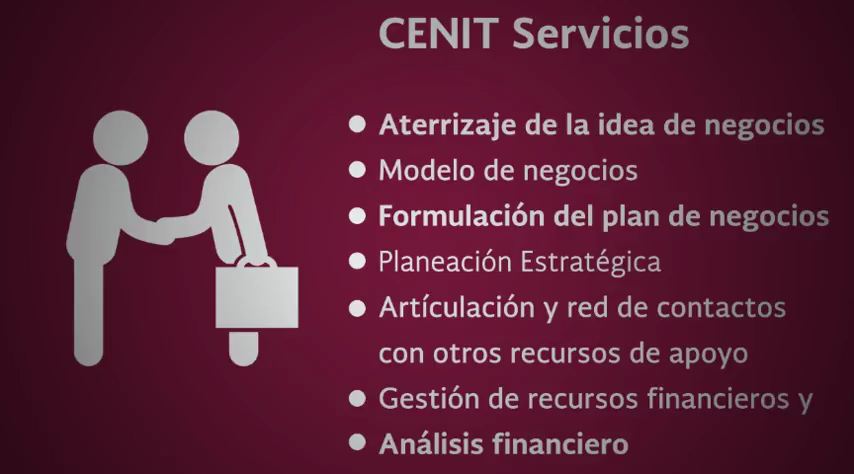 CENIT Servicios
● Aterrizaje de la idea de negocios
● Modelo de negocios
● Formulación del plan de negocios
● Planeación Estratégica
● Artículación y red de contactos
con otros recursos de apoyo
● Gestión de recursos financieros y
● Análisis financiero